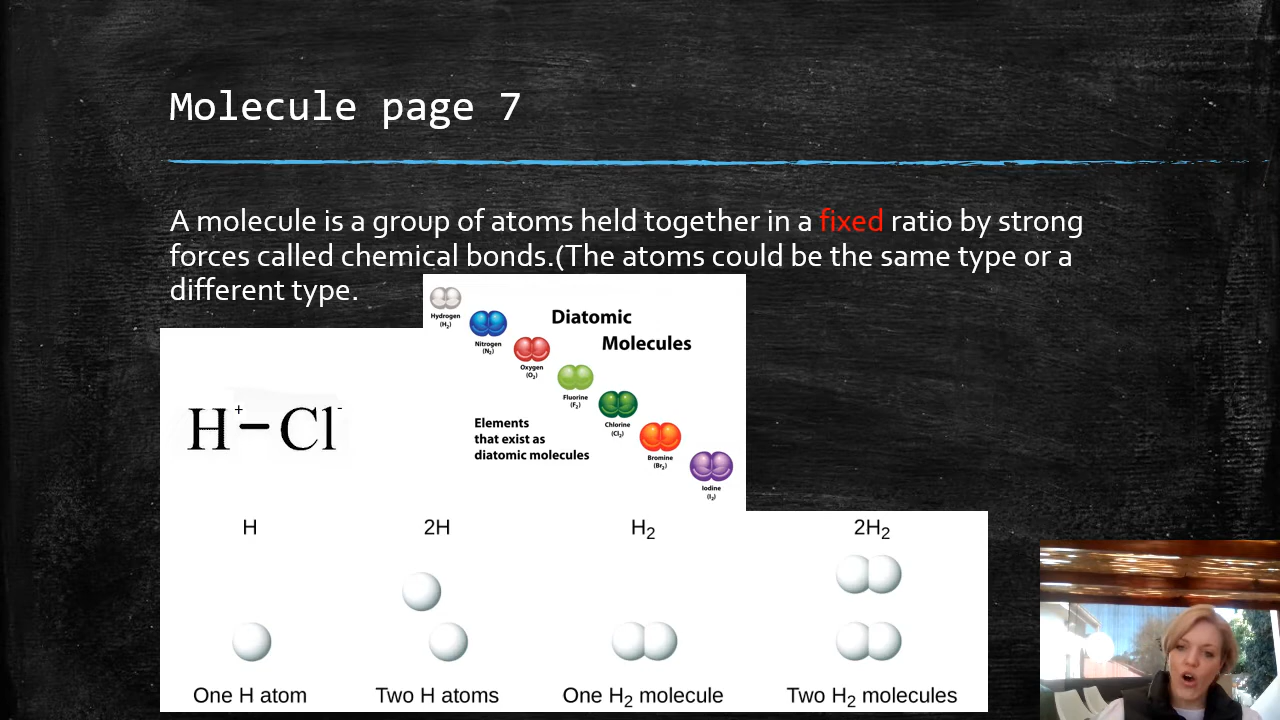 Molecule page 7
A molecule is a group of atoms held together in a fixed ratio by strong
forces called chemical bonds.(The atoms could be the same type or a
different type.
Hydrogen
(H₂)
Nitrogen
(N₂)
Oxygen
(O₂)
Fluorine
(F₂)
Chlorine
(Cl₂)
Bromine
(Br₂)
Iodine
(I₂)
Diatomic
Molecules
Elements
that exist as
diatomic molecules
H⁺–Cl⁻
H 2H H₂ 2H₂
One H atom Two H atoms One H₂ molecule Two H₂ molecules